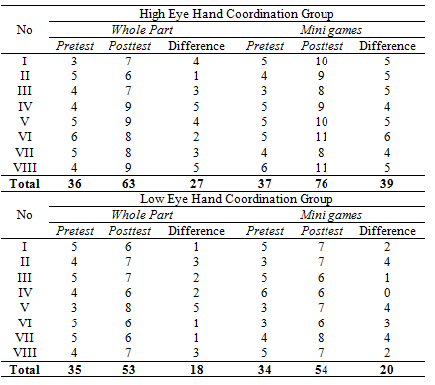 High Eye Hand Coordination Group
No Whole Part Mini games
Pretest Posttest Difference Pretest Posttest Difference
I 3 7 4 5 10 5
II 5 6 1 4 9 5
III 4 7 3 3 8 5
IV 4 9 5 5 9 4
V 5 9 4 5 10 5
VI 6 8 2 5 11 6
VII 5 8 3 4 8 4
VIII 4 9 5 6 11 5
Total 36 63 27 37 76 39
Low Eye Hand Coordination Group
No Whole Part Mini games
Pretest Posttest Difference Pretest Posttest Difference
I 5 6 1 5 7 2
II 4 7 3 3 7 4
III 5 7 2 5 6 1
IV 4 6 2 6 6 0
V 3 8 5 3 7 4
VI 5 6 1 3 6 3
VII 5 6 1 4 8 4
VIII 4 7 3 5 7 2
Total 35 53 18 34 54 20